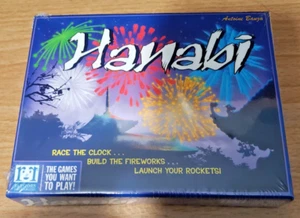 Antoine Bauza
Hanabi
RACE THE CLOCK...
BUILD THE FIREWORKS...
LAUNCH YOUR ROCKETS!
THE GAMES
YOU WANT
TO PLAY!